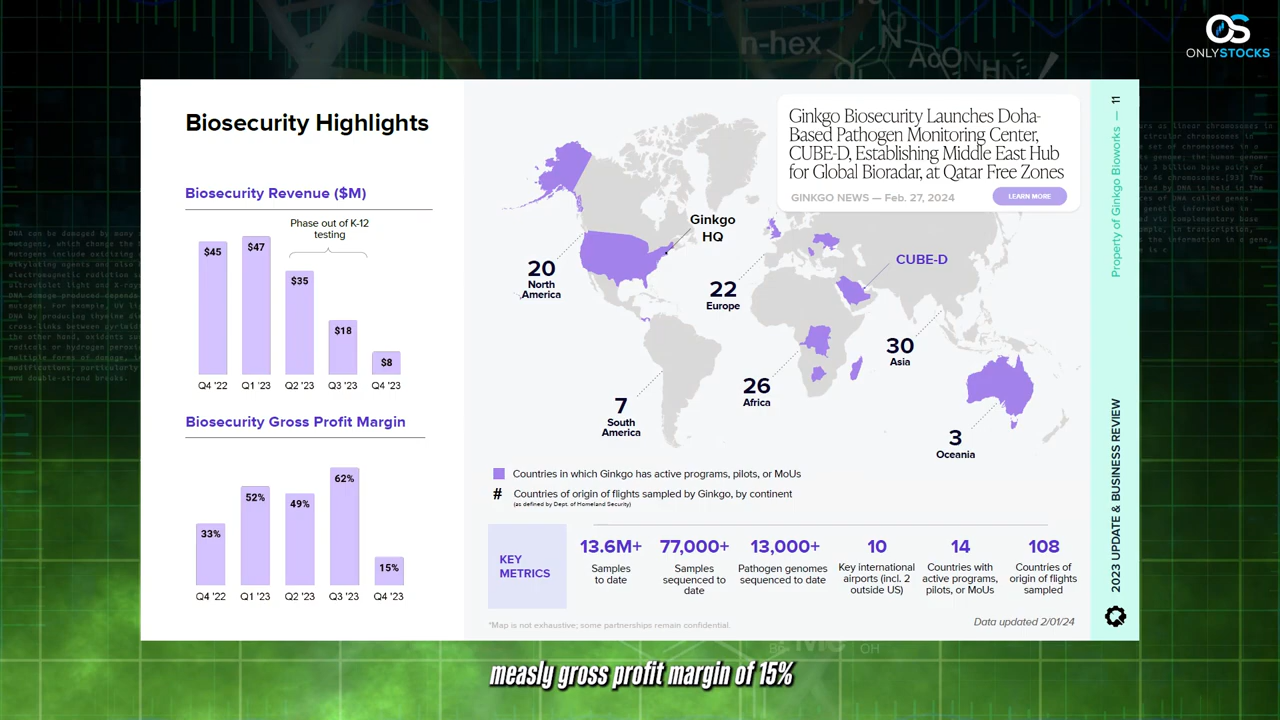 OS
ONLYSTOCKS
n-hex
Biosecurity Highlights
Biosecurity Revenue ($M)
Phase out of K-12
testing
$45
$47
$35
$18
$8
Q4 '22
Q1 '23
Q2 '23
Q3 '23
Q4 '23
Biosecurity Gross Profit Margin
33%
52%
49%
62%
15%
Q4 '22
Q1 '23
Q2 '23
Q3 '23
Q4 '23
Ginkgo Biosecurity Launches Doha-
Based Pathogen Monitoring Center,
CUBE-D, Establishing Middle East Hub
for Global Bioradar, at Qatar Free Zones
GINKGO NEWS — Feb. 27, 2024
LEARN MORE
Ginkgo
HQ
CUBE-D
20
North
America
22
Europe
30
Asia
26
Africa
7
South
America
3
Oceania
Countries in which Ginkgo has active programs, pilots, or MoUs
# Countries of origin of flights sampled by Ginkgo, by continent
(as defined by Dept. of Homeland Security)
KEY
METRICS
13.6M+
Samples
to date
77,000+
Samples
sequenced to
date
13,000+
Pathogen genomes
sequenced to date
10
Key international
airports (incl. 2
outside US)
14
Countries with
active programs,
pilots, or MoUs
108
Countries of
origin of flights
sampled
*Map is not exhaustive; some partnerships remain confidential.
Data updated 2/01/24
Property of Ginkgo Bioworks — 11
2023 UPDATE & BUSINESS REVIEW
measly gross profit margin of 15%